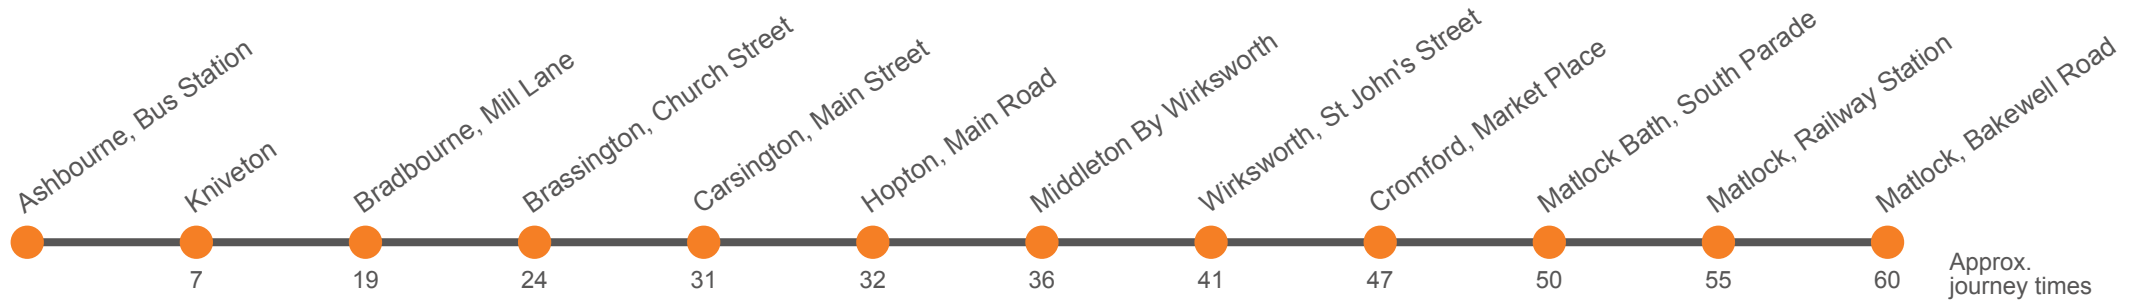 Ashbourne, Bus Station
Kniveton
Bradbourne, Mill Lane
Brassington, Church Street
Carsington, Main Street
Hopton, Main Road
Middleton By Wirksworth
Wirksworth, St John's Street
Cromford, Market Place
Matlock Bath, South Parade
Matlock, Railway Station
Matlock, Bakewell Road
7
19
24
31
32
36
41
47
50
55
60
Approx.
journey times